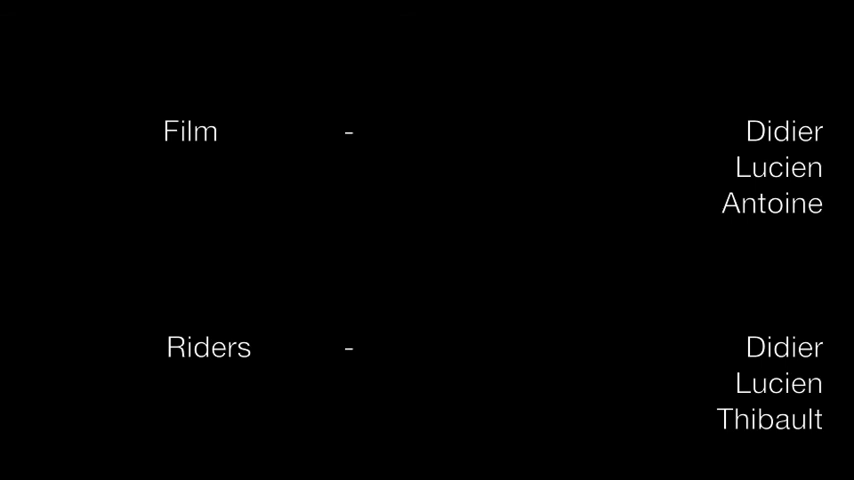 Film - Didier
Lucien
Antoine
Riders - Didier
Lucien
Thibault